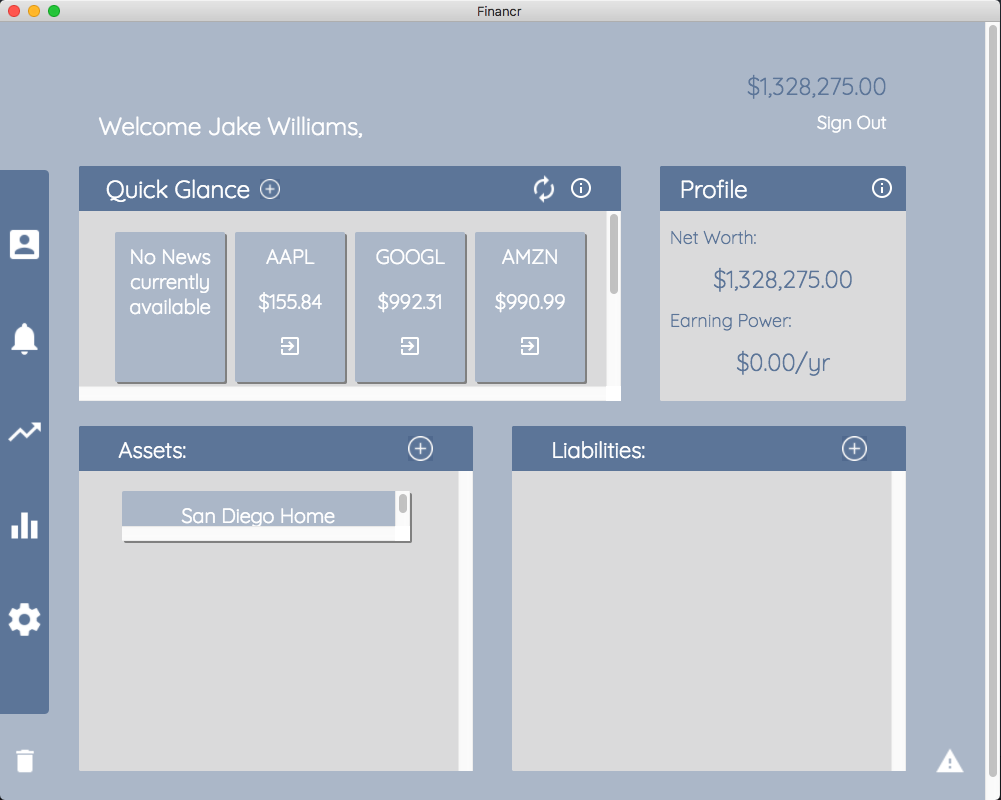 Financr
$1,328,275.00
Welcome Jake Williams,
Sign Out
Quick Glance
Profile
No News
currently
available
AAPL
$155.84
GOOGL
$992.31
AMZN
$990.99
Net Worth:
$1,328,275.00
Earning Power:
$0.00/yr
Assets:
Liabilities:
San Diego Home